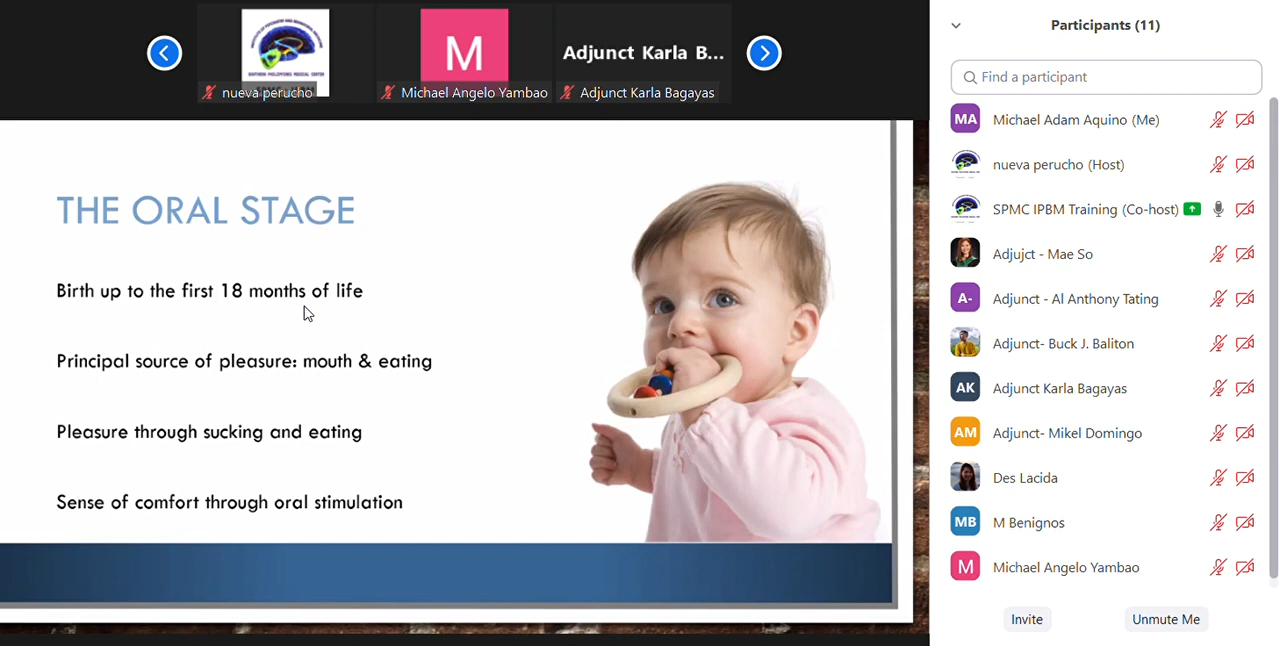 nueva perucho
M
Michael Angelo Yambao
Adjunct Karla B...
Adjunct Karla Bagayas
THE ORAL STAGE
Birth up to the first 18 months of life
Principal source of pleasure: mouth & eating
Pleasure through sucking and eating
Sense of comfort through oral stimulation
Participants (11)
Find a participant
MA Michael Adam Aquino (Me)
nueva perucho (Host)
SPMC IPBM Training (Co-host)
Adjujct - Mae So
A- Adjunct - Al Anthony Tating
Adjunct- Buck J. Baliton
AK Adjunct Karla Bagayas
AM Adjunct- Mikel Domingo
Des Lacida
MB M Benignos
M Michael Angelo Yambao
Invite
Unmute Me